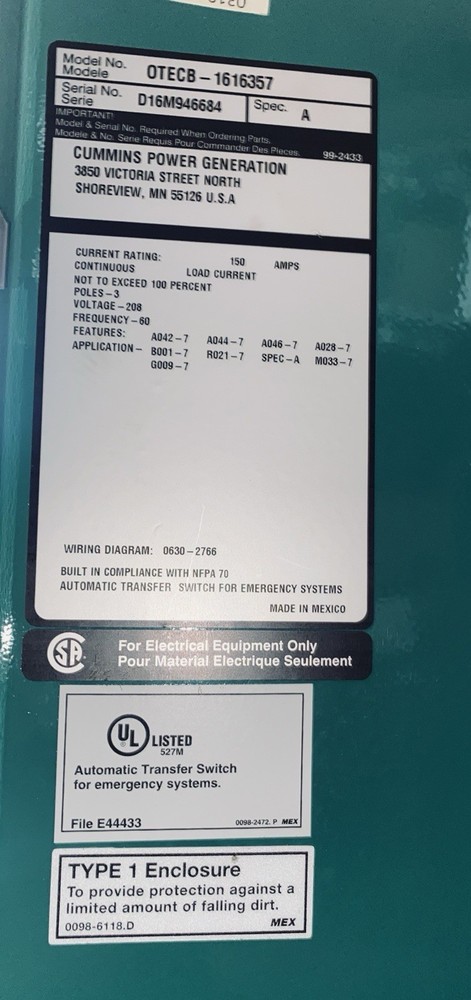 Model No. OTECB-1616357
Modele
Serial No. D16M946684 Spec. A
Serie
IMPORTANT!
Model & Serial No. Required When Ordering Parts.
Modele & No. Serie Requis Pour Commander Des Pieces. 99-2433
CUMMINS POWER GENERATION
3850 VICTORIA STREET NORTH
SHOREVIEW, MN 55126 U.S.A
CURRENT RATING: 150 AMPS
CONTINUOUS LOAD CURRENT
NOT TO EXCEED 100 PERCENT
POLES-3
VOLTAGE-208
FREQUENCY-60
FEATURES: A042-7 A044-7 A046-7 A028-7
APPLICATION- B001-7 R021-7 SPEC-A M033-7
G009-7
WIRING DIAGRAM: 0630-2766
BUILT IN COMPLIANCE WITH NFPA 70
AUTOMATIC TRANSFER SWITCH FOR EMERGENCY SYSTEMS
MADE IN MEXICO
SA For Electrical Equipment Only
Pour Material Electrique Seulement
UL LISTED
527M
Automatic Transfer Switch
for emergency systems.
File E44433 0098-2472. P MEX
TYPE 1 Enclosure
To provide protection against a
limited amount of falling dirt.
0098-6118.D MEX